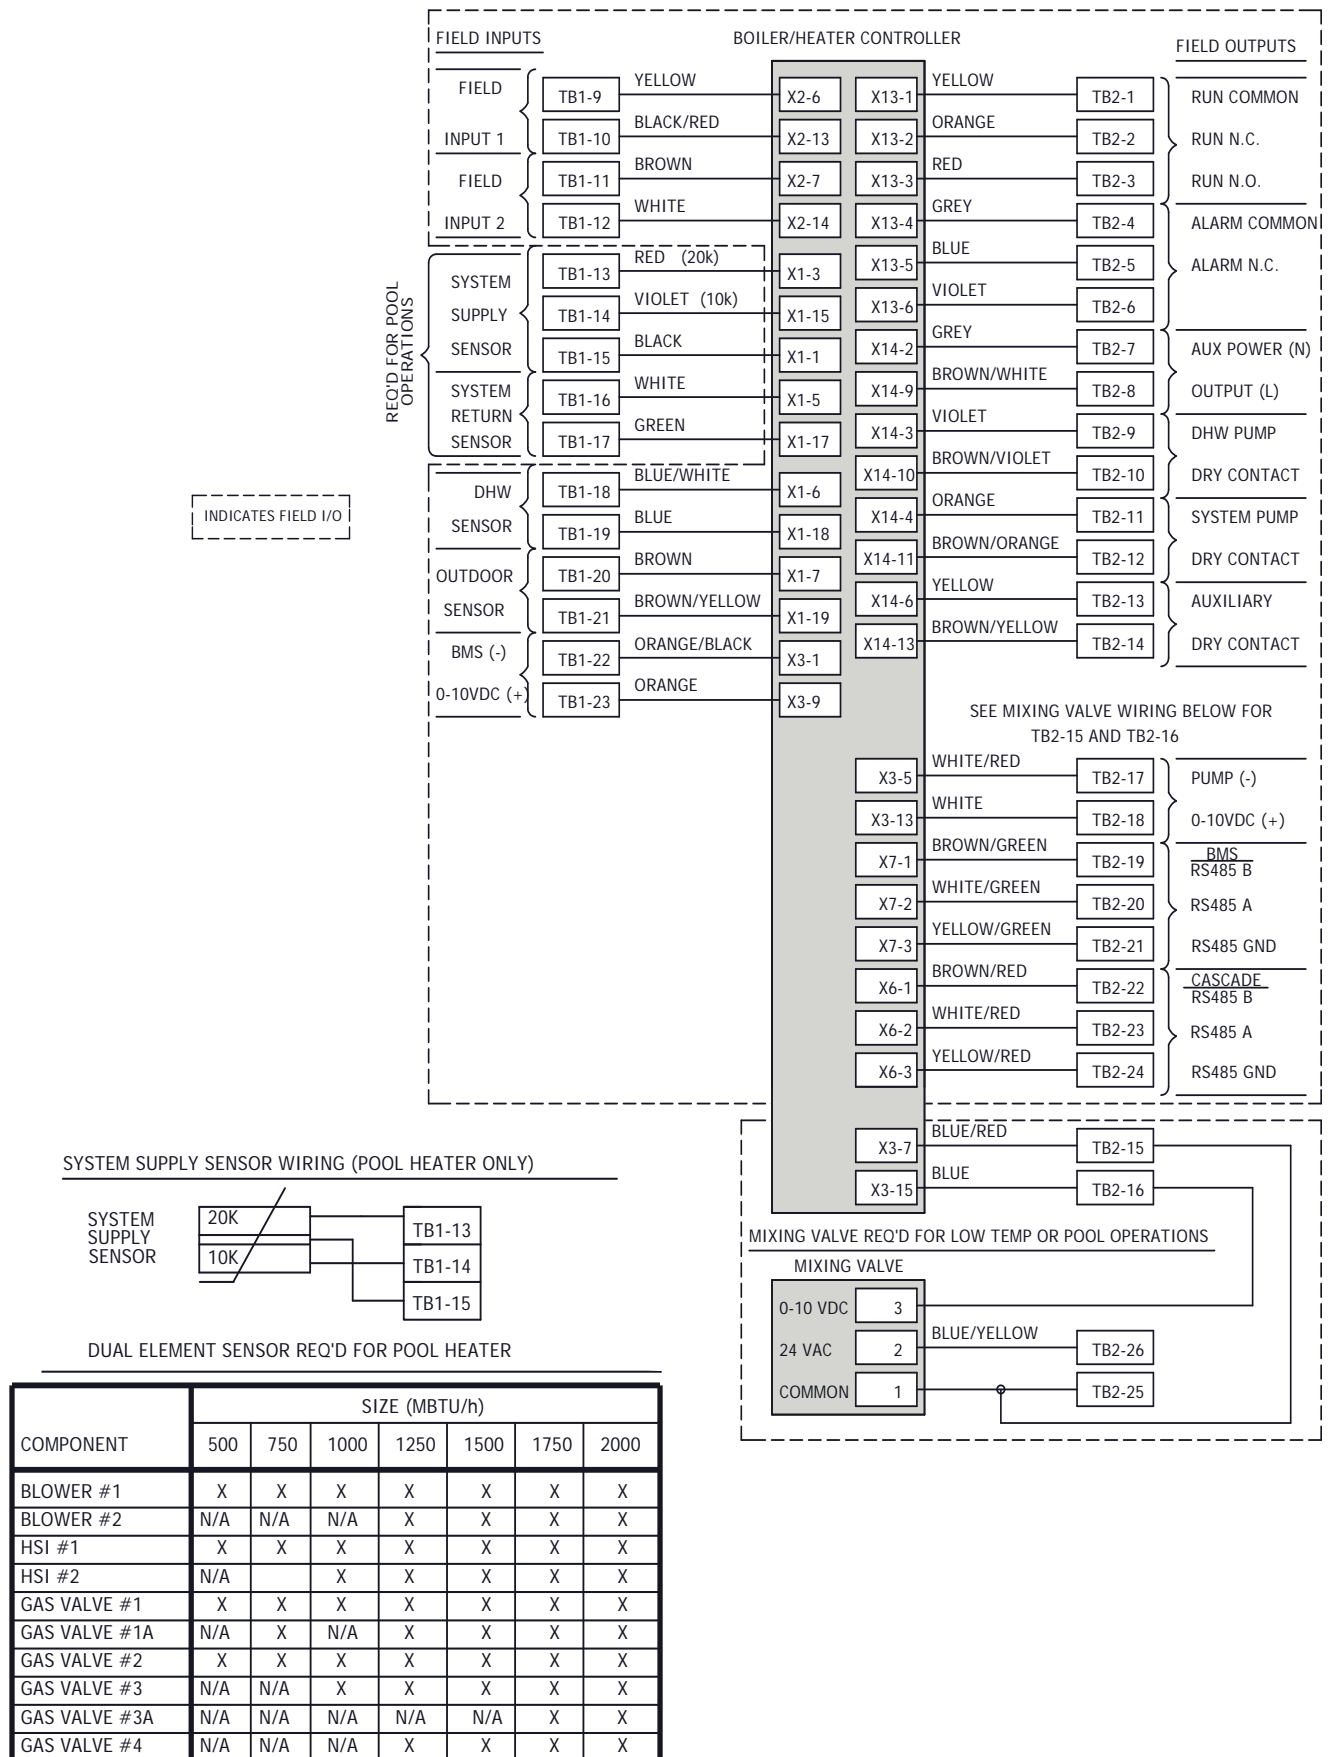 FIELD INPUTS
BOILER/HEATER CONTROLLER
FIELD OUTPUTS
FIELD
INPUT 1
TB1-9 YELLOW X2-6
TB1-10 BLACK/RED X2-13
FIELD
INPUT 2
TB1-11 BROWN X2-7
TB1-12 WHITE X2-14
REQ'D FOR POOL
OPERATIONS
SYSTEM
SUPPLY
SENSOR
TB1-13 RED (20k) X1-3
TB1-14 VIOLET (10k) X1-15
TB1-15 BLACK X1-1
SYSTEM
RETURN
SENSOR
TB1-16 WHITE X1-5
TB1-17 GREEN X1-17
DHW
SENSOR
TB1-18 BLUE/WHITE X1-6
TB1-19 BLUE X1-18
OUTDOOR
SENSOR
TB1-20 BROWN X1-7
TB1-21 BROWN/YELLOW X1-19
BMS (-)
0-10VDC (+)
TB1-22 ORANGE/BLACK X3-1
TB1-23 ORANGE X3-9
INDICATES FIELD I/O
X13-1 YELLOW TB2-1 RUN COMMON
X13-2 ORANGE TB2-2 RUN N.C.
X13-3 RED TB2-3 RUN N.O.
X13-4 GREY TB2-4 ALARM COMMON
X13-5 BLUE TB2-5 ALARM N.C.
X13-6 VIOLET TB2-6
X14-2 GREY TB2-7 AUX POWER (N)
X14-9 BROWN/WHITE TB2-8 OUTPUT (L)
X14-3 VIOLET TB2-9 DHW PUMP
X14-10 BROWN/VIOLET TB2-10 DRY CONTACT
X14-4 ORANGE TB2-11 SYSTEM PUMP
X14-11 BROWN/ORANGE TB2-12 DRY CONTACT
X14-6 YELLOW TB2-13 AUXILIARY
X14-13 BROWN/YELLOW TB2-14 DRY CONTACT
SEE MIXING VALVE WIRING BELOW FOR
TB2-15 AND TB2-16
X3-5 WHITE/RED TB2-17 PUMP (-)
X3-13 WHITE TB2-18 0-10VDC (+)
BMS
X7-1 BROWN/GREEN TB2-19 RS485 B
X7-2 WHITE/GREEN TB2-20 RS485 A
X7-3 YELLOW/GREEN TB2-21 RS485 GND
CASCADE
X6-1 BROWN/RED TB2-22 RS485 B
X6-2 WHITE/RED TB2-23 RS485 A
X6-3 YELLOW/RED TB2-24 RS485 GND
X3-7 BLUE/RED TB2-15
X3-15 BLUE TB2-16
MIXING VALVE REQ'D FOR LOW TEMP OR POOL OPERATIONS
MIXING VALVE
0-10 VDC 3
24 VAC 2 BLUE/YELLOW TB2-26
COMMON 1 TB2-25
SYSTEM SUPPLY SENSOR WIRING (POOL HEATER ONLY)
SYSTEM
SUPPLY
SENSOR
20K
10K
TB1-13
TB1-14
TB1-15
DUAL ELEMENT SENSOR REQ'D FOR POOL HEATER
SIZE (MBTU/h)
COMPONENT 500 750 1000 1250 1500 1750 2000
BLOWER #1 X X X X X X X
BLOWER #2 N/A N/A N/A X X X X
HSI #1 X X X X X X X
HSI #2 N/A X X X X X
GAS VALVE #1 X X X X X X X
GAS VALVE #1A N/A X N/A X X X X
GAS VALVE #2 X X X X X X X
GAS VALVE #3 N/A N/A X X X X X
GAS VALVE #3A N/A N/A N/A N/A N/A X X
GAS VALVE #4 N/A N/A N/A X X X X